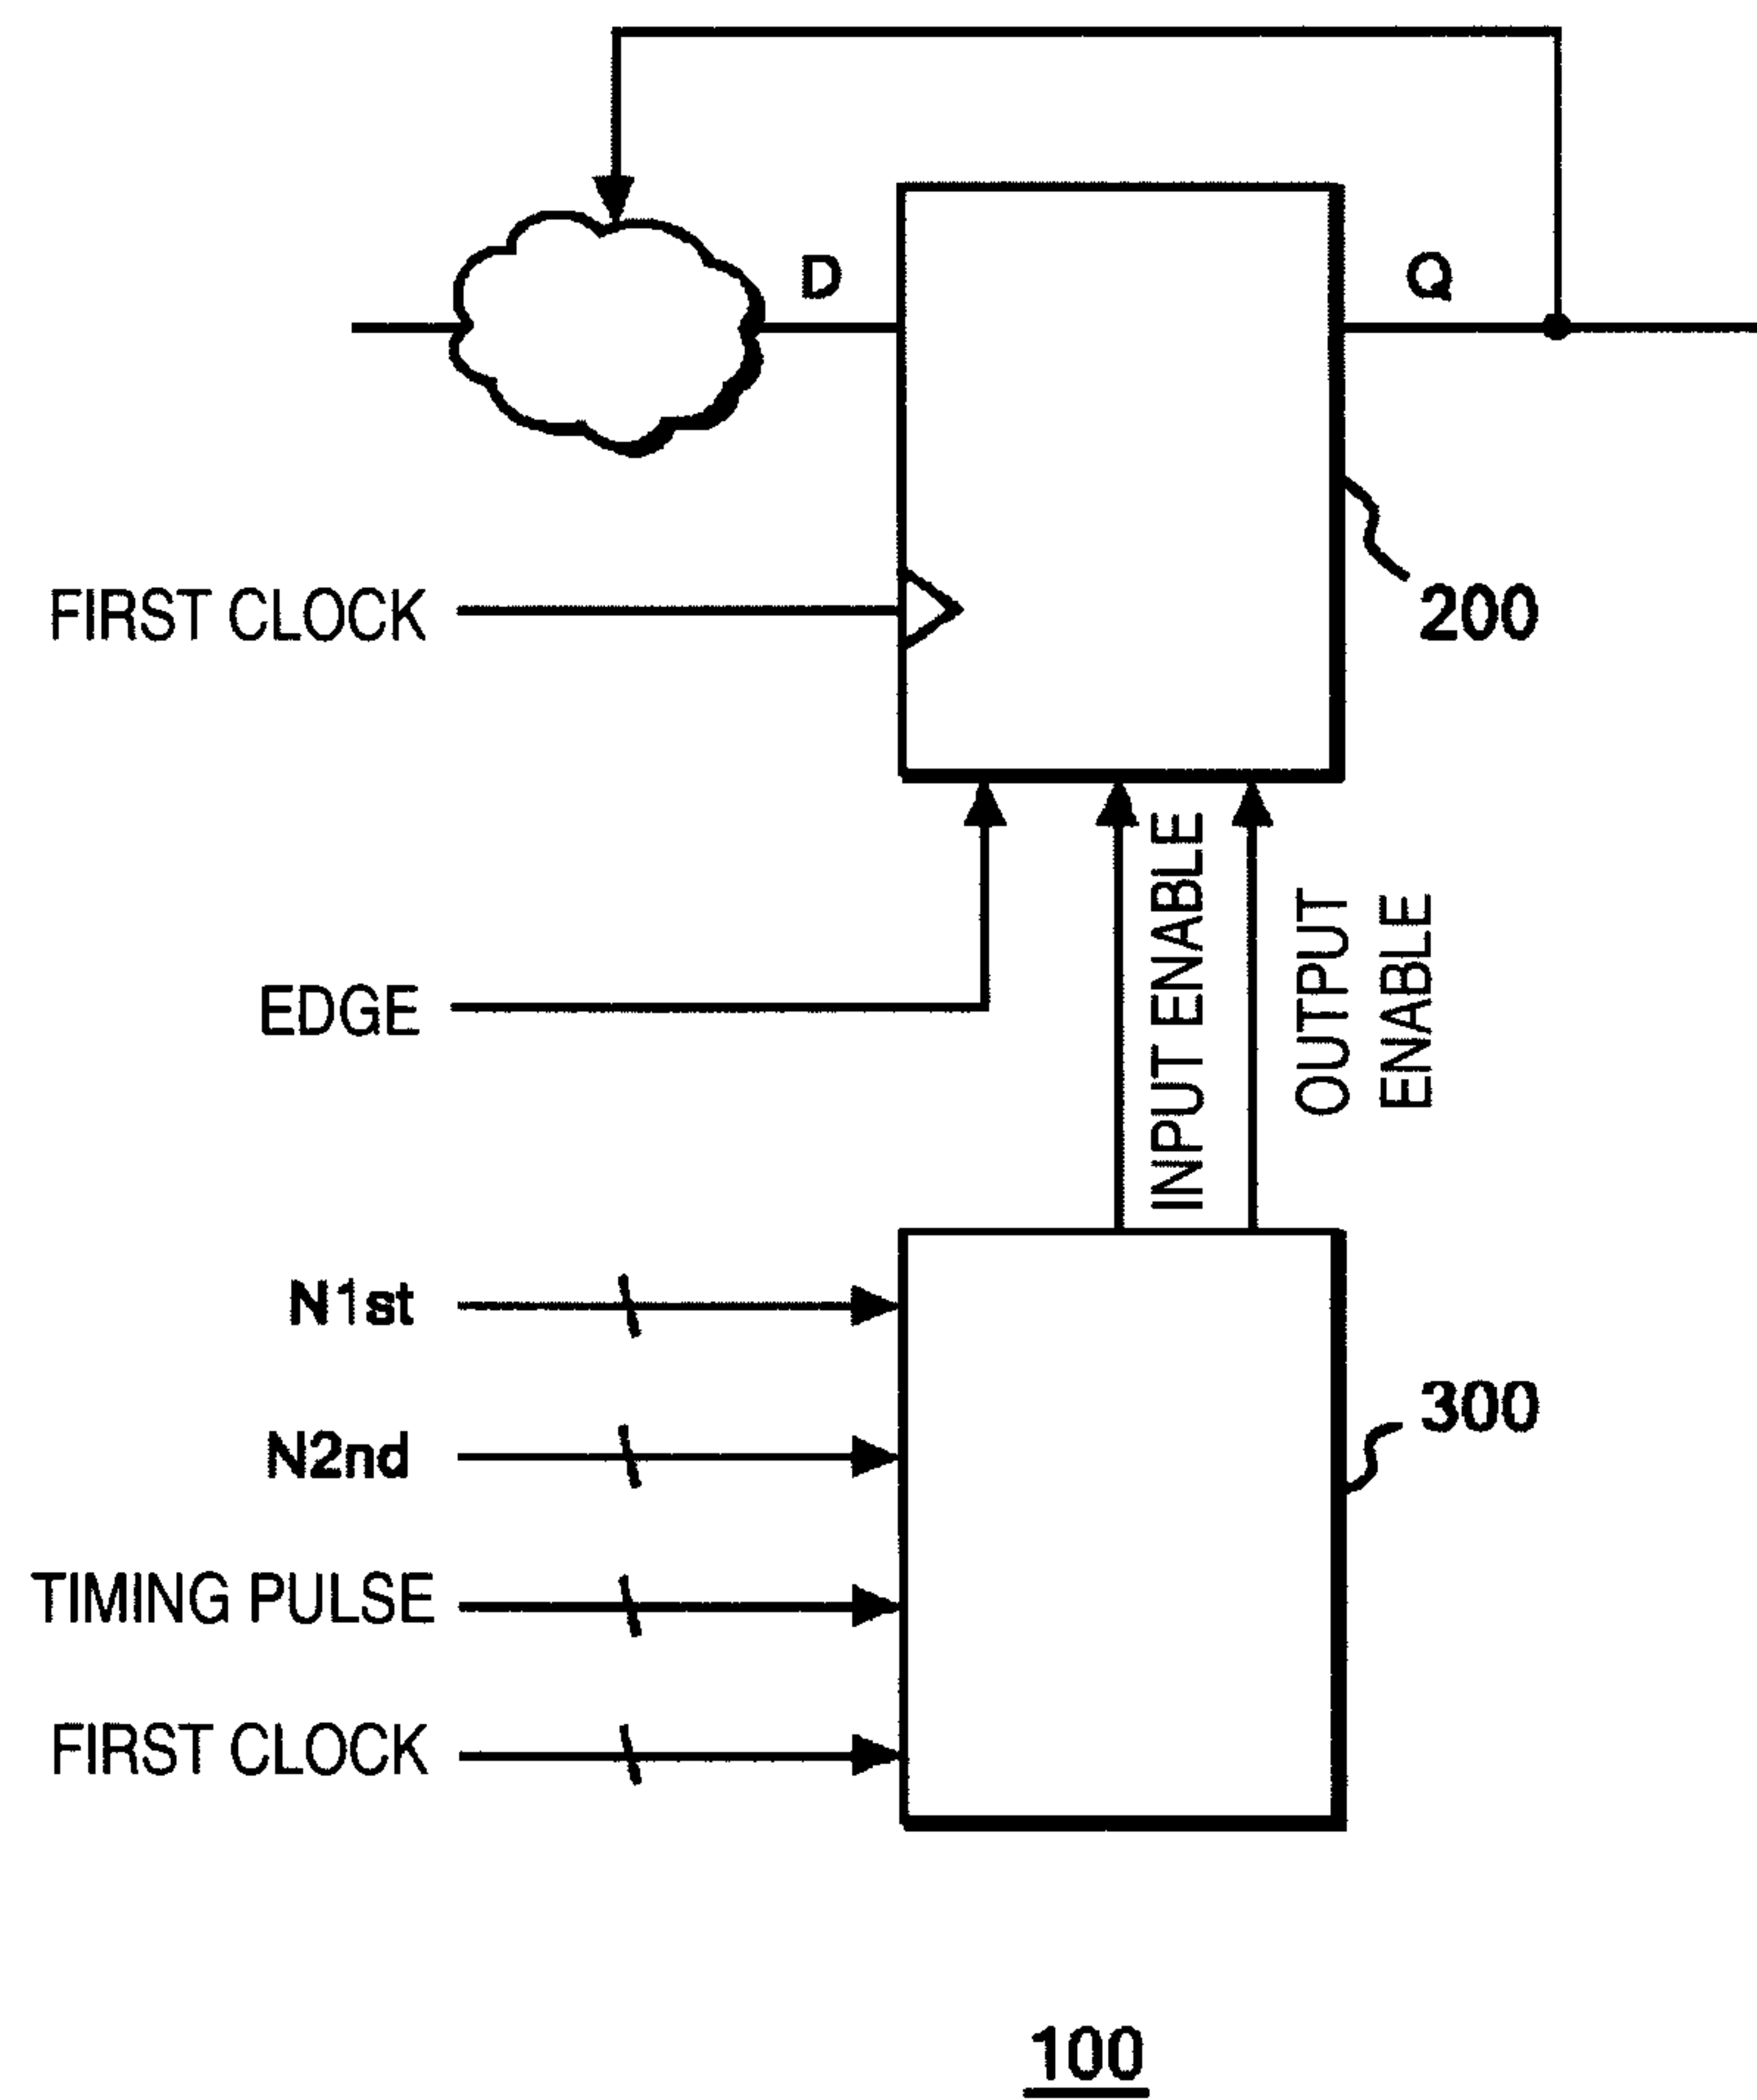 D
Q
FIRST CLOCK
200
INPUT ENABLE
OUTPUT
ENABLE
EDGE
N1st
300
N2nd
TIMING PULSE
FIRST CLOCK
100